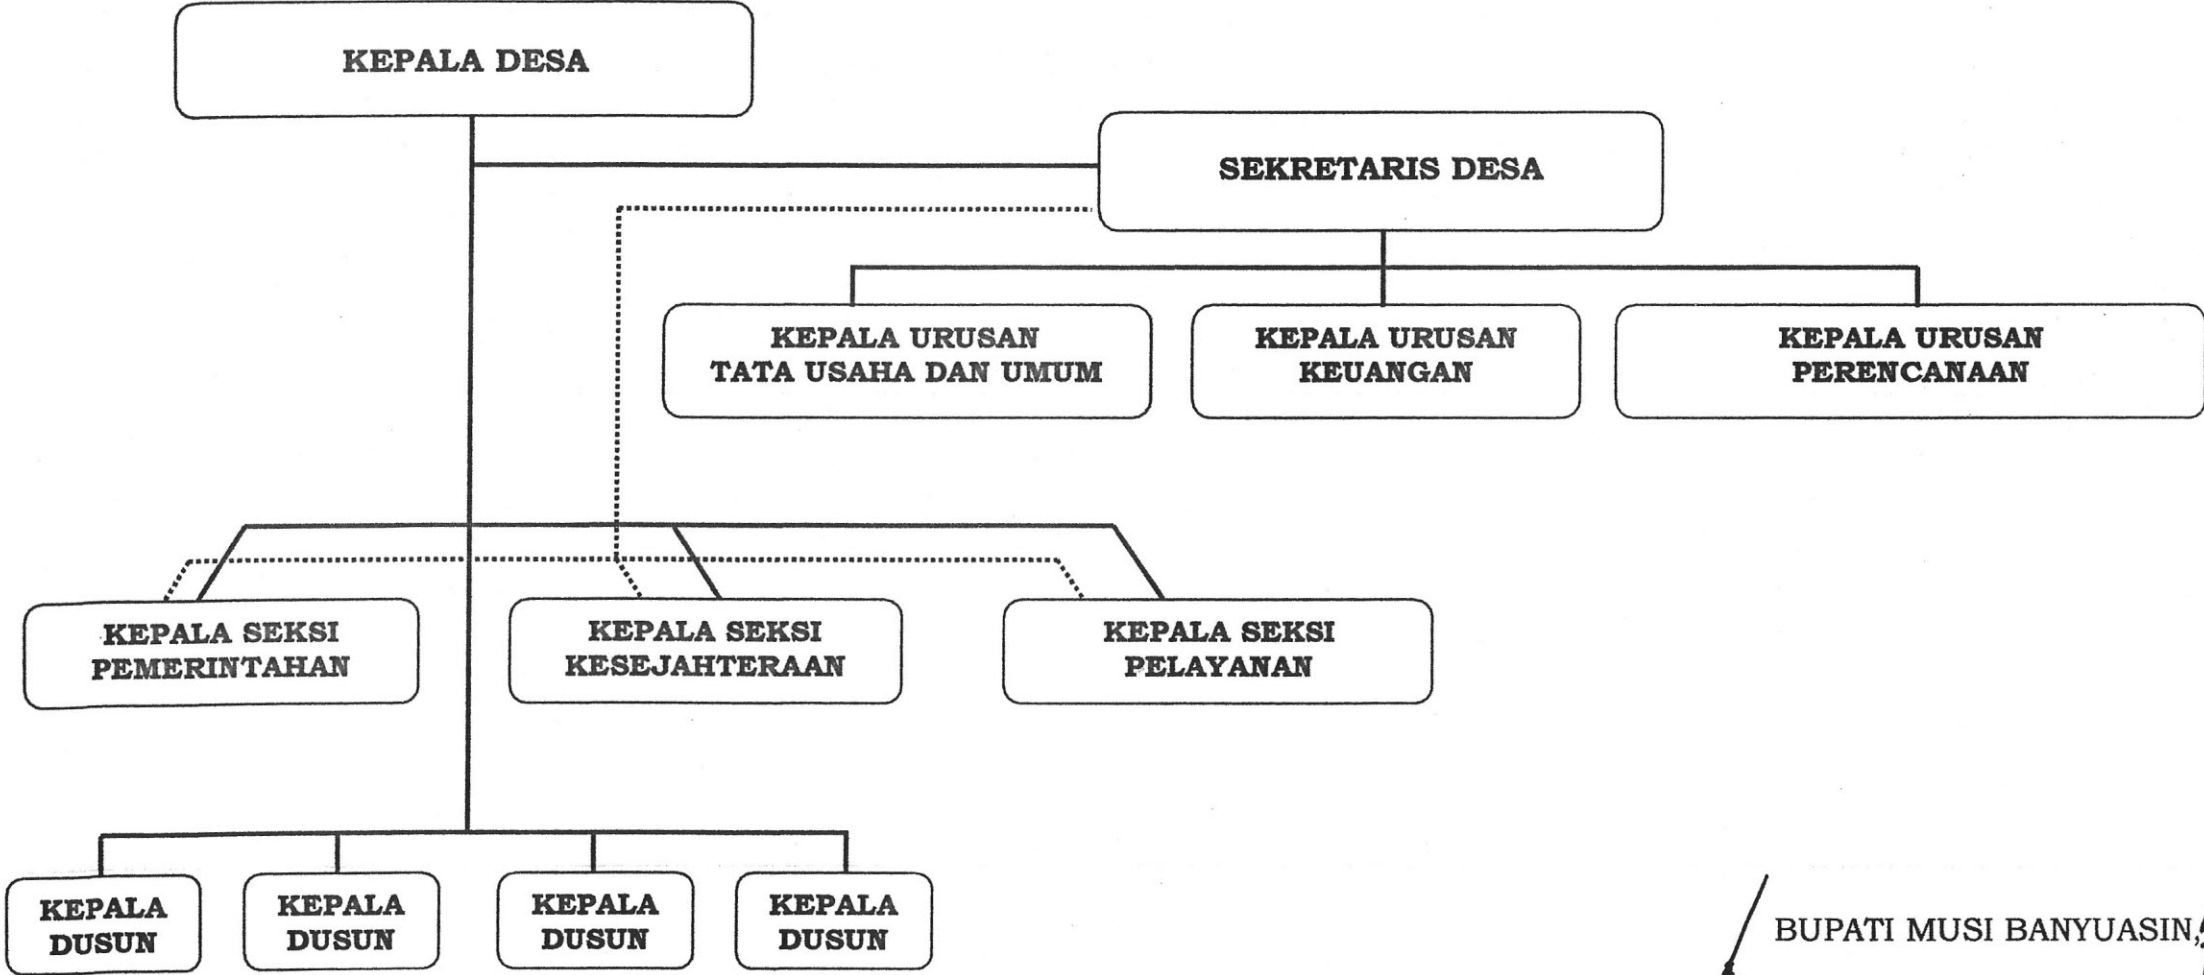 KEPALA DESA
SEKRETARIS DESA
KEPALA URUSAN
TATA USAHA DAN UMUM
KEPALA URUSAN
KEUANGAN
KEPALA URUSAN
PERENCANAAN
KEPALA SEKSI
PEMERINTAHAN
KEPALA SEKSI
KESEJAHTERAAN
KEPALA SEKSI
PELAYANAN
KEPALA
DUSUN
KEPALA
DUSUN
KEPALA
DUSUN
KEPALA
DUSUN
BUPATI MUSI BANYUASIN,